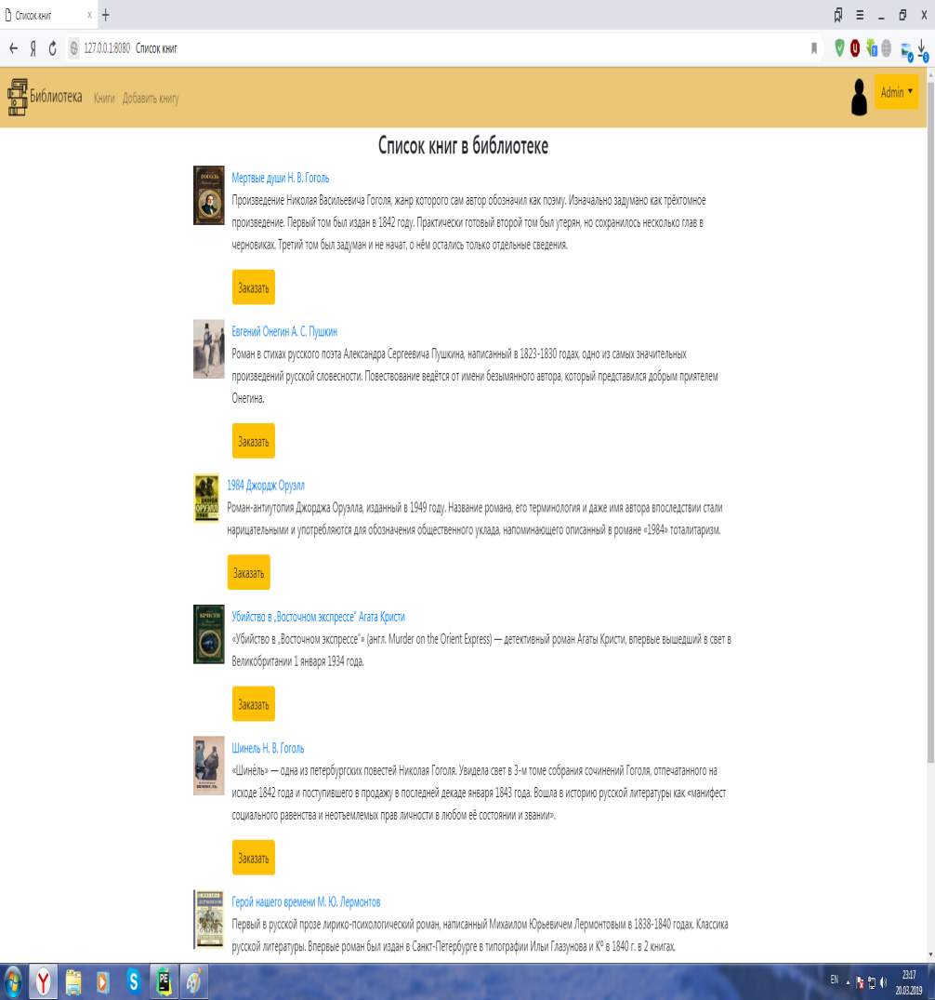 Список книг
127.0.0.1:8080 Список книг
Библиотека Книги Добавить книгу Admin
Список книг в библиотеке
ГОГОЛЬ
Мертвые души Н. В. Гоголь
Произведение Николая Васильевича Гоголя, жанр которого сам автор обозначил как поэму. Изначально задумано как трёхтомное
произведение. Первый том был издан в 1842 году. Практически готовый второй том был утерян, но сохранилось несколько глав в
черновиках. Третий том был задуман и не начат, о нём остались только отдельные сведения.
Заказать
Евгений Онегин А. С. Пушкин
Роман в стихах русского поэта Александра Сергеевича Пушкина, написанный в 1823-1830 годах, одно из самых значительных
произведений русской словесности. Повествование ведётся от имени безымянного автора, который представился добрым приятелем
Онегина.
Заказать
ДЖОРДЖ
ОРУЭЛЛ
1984
1984 Джордж Оруэлл
Роман-антиутопия Джорджа Оруэлла, изданный в 1949 году. Название романа, его терминология и даже имя автора впоследствии стали
нарицательными и употребляются для обозначения общественного уклада, напоминающего описанный в романе «1984» тоталитаризм.
Заказать
КРИСТИ
Убийство в „Восточном экспрессе“ Агата Кристи
«Убийство в „Восточном экспрессе“» (англ. Murder on the Orient Express) — детективный роман Агаты Кристи, впервые вышедший в свет в
Великобритании 1 января 1934 года.
Заказать
ШИНЕЛЬ
Шинель Н. В. Гоголь
«Шине́ль» — одна из петербургских повестей Николая Гоголя. Увидела свет в 3-м томе собрания сочинений Гоголя, отпечатанного на
исходе 1842 года и поступившего в продажу в последней декаде января 1843 года. Вошла в историю русской литературы как «манифест
социального равенства и неотъемлемых прав личности в любом её состоянии и звании».
Заказать
ЛЕРМОНТОВ
Герой нашего времени М. Ю. Лермонтов
Первый в русской прозе лирико-психологический роман, написанный Михаилом Юрьевичем Лермонтовым в 1838-1840 годах. Классика
русской литературы. Впервые роман был издан в Санкт-Петербурге в типографии Ильи Глазунова и Кº в 1840 г. в 2 книгах.
EN
23:17
20.03.2019